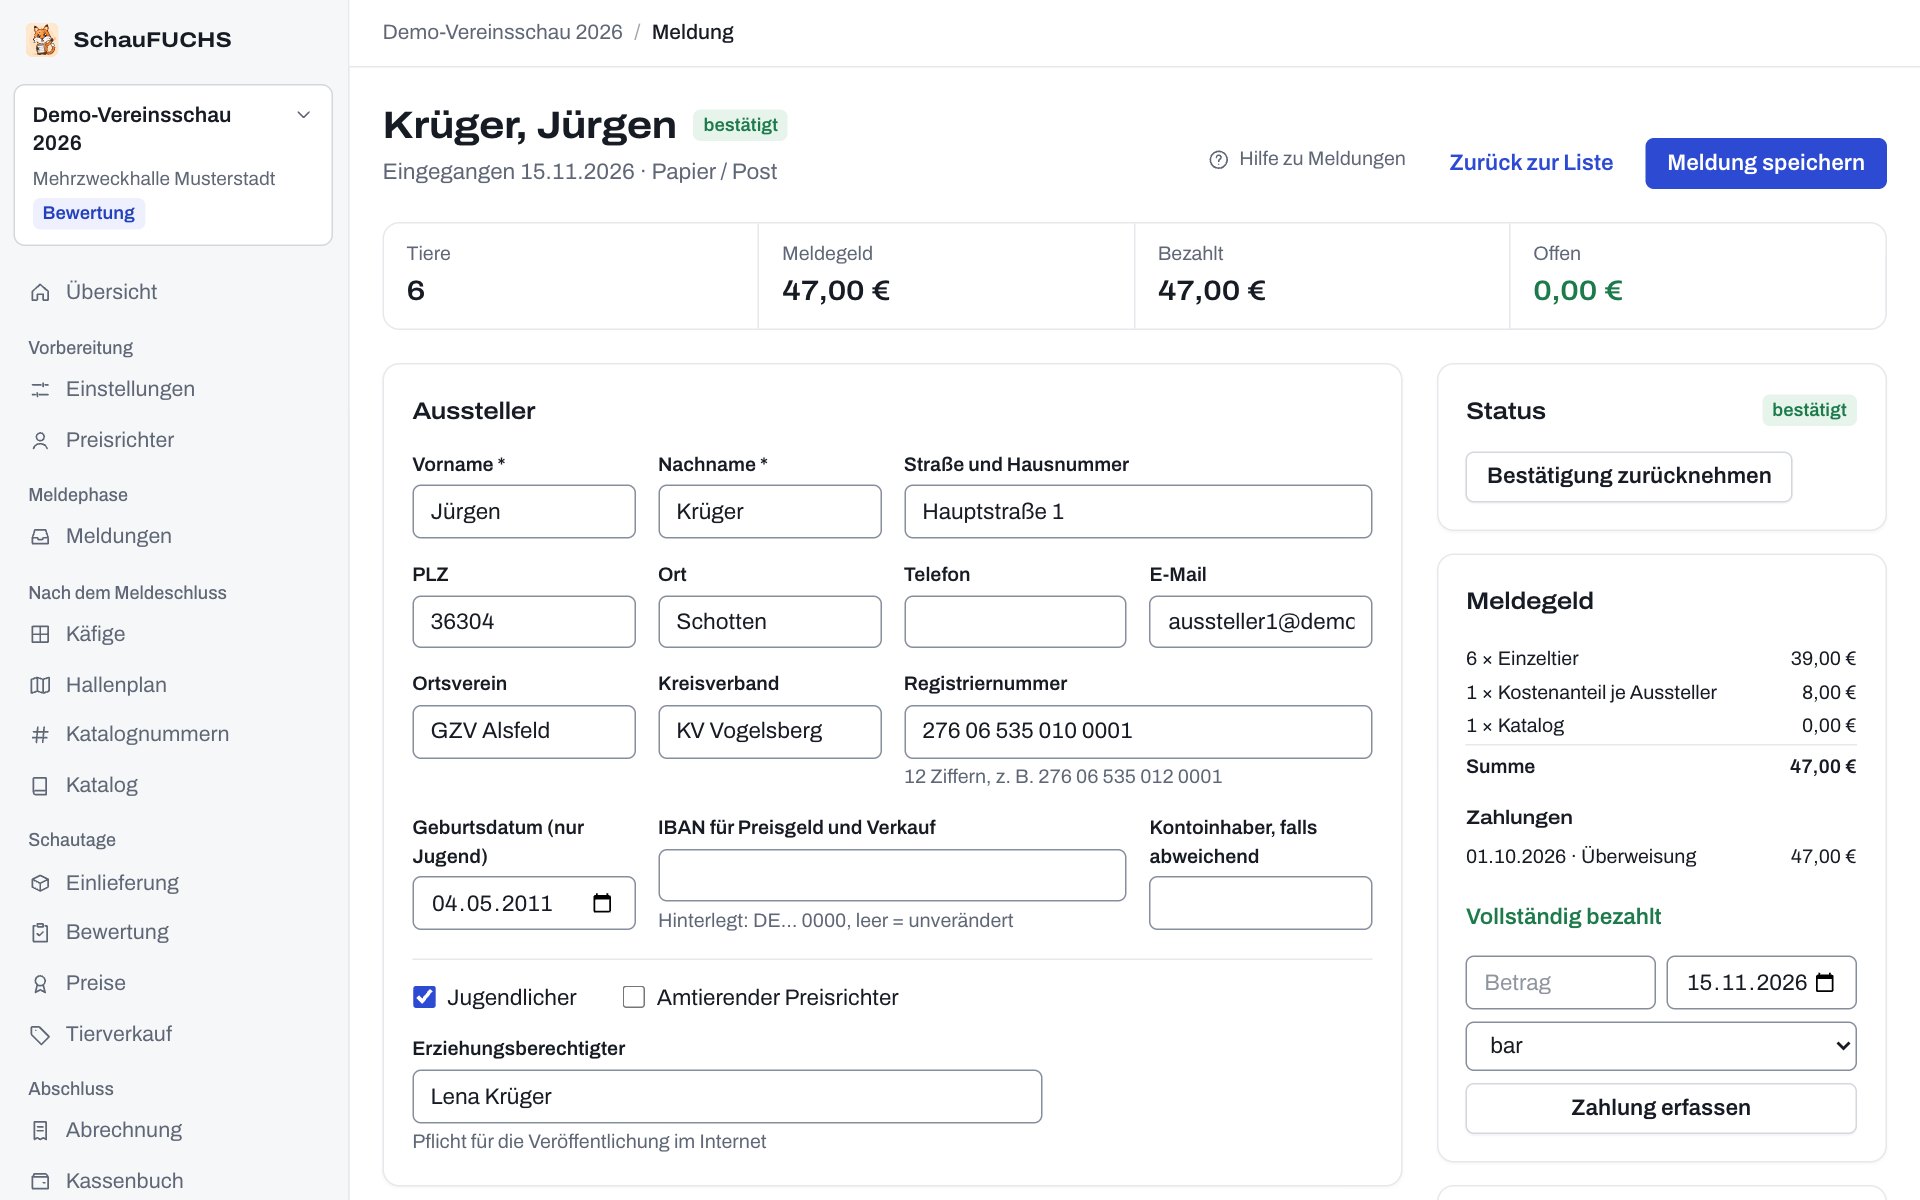 SchauFUCHS
Demo-Vereinsschau
2026
Mehrzweckhalle Musterstadt
Bewertung
Übersicht
Vorbereitung
Einstellungen
Preisrichter
Meldephase
Meldungen
Nach dem Meldeschluss
Käfige
Hallenplan
Katalognummern
Katalog
Schautage
Einlieferung
Bewertung
Preise
Tierverkauf
Abschluss
Abrechnung
Kassenbuch
Demo-Vereinsschau 2026 / Meldung
Krüger, Jürgen bestätigt
Eingegangen 15.11.2026 · Papier / Post
Hilfe zu Meldungen Zurück zur Liste Meldung speichern
Tiere Meldegeld Bezahlt Offen
6 47,00 € 47,00 € 0,00 €
Aussteller
Vorname * Nachname * Straße und Hausnummer
Jürgen Krüger Hauptstraße 1
PLZ Ort Telefon E-Mail
36304 Schotten aussteller1@demo
Ortsverein Kreisverband Registriernummer
GZV Alsfeld KV Vogelsberg 276 06 535 010 0001
12 Ziffern, z. B. 276 06 535 012 0001
Geburtsdatum (nur
Jugend)
IBAN für Preisgeld und Verkauf
Kontoinhaber, falls
abweichend
04.05.2011
Hinterlegt: DE… 0000, leer = unverändert
Jugendlicher Amtierender Preisrichter
Erziehungsberechtigter
Lena Krüger
Pflicht für die Veröffentlichung im Internet
Status bestätigt
Bestätigung zurücknehmen
Meldegeld
6 × Einzeltier 39,00 €
1 × Kostenanteil je Aussteller 8,00 €
1 × Katalog 0,00 €
Summe 47,00 €
Zahlungen
01.10.2026 · Überweisung 47,00 €
Vollständig bezahlt
Betrag 15.11.2026
bar
Zahlung erfassen